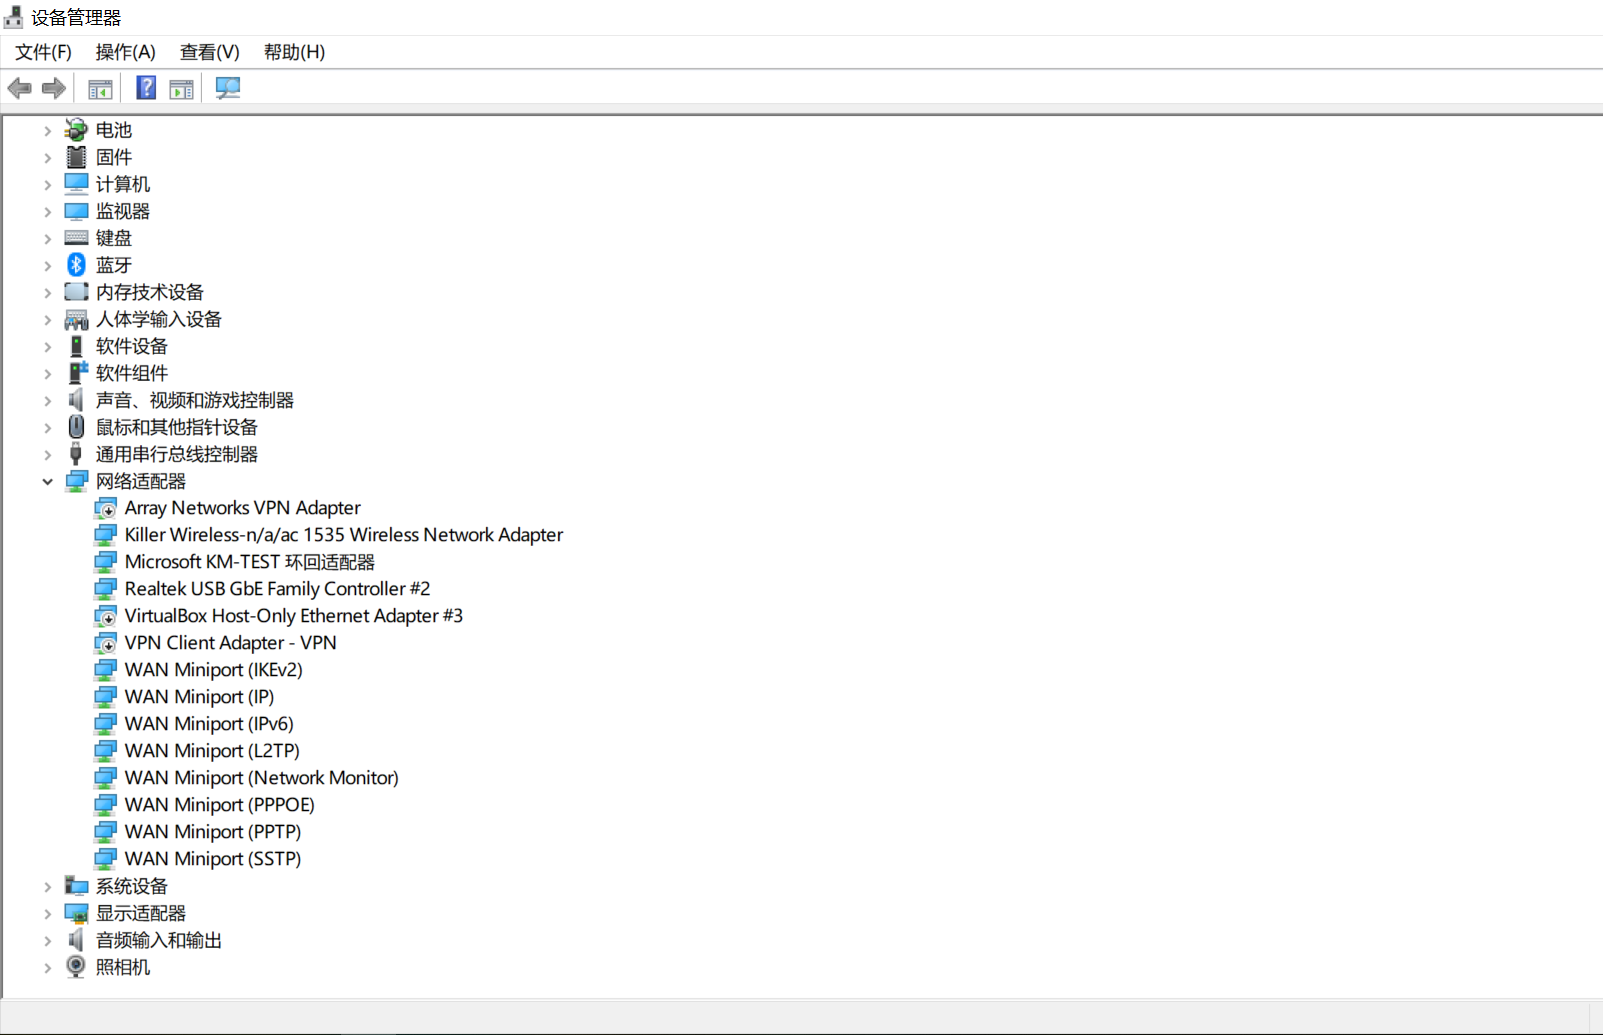 设备管理器
文件(F) 操作(A) 查看(V) 帮助(H)
电池
固件
计算机
监视器
键盘
蓝牙
内存技术设备
人体学输入设备
软件设备
软件组件
声音、视频和游戏控制器
鼠标和其他指针设备
通用串行总线控制器
网络适配器
Array Networks VPN Adapter
Killer Wireless-n/a/ac 1535 Wireless Network Adapter
Microsoft KM-TEST 环回适配器
Realtek USB GbE Family Controller #2
VirtualBox Host-Only Ethernet Adapter #3
VPN Client Adapter - VPN
WAN Miniport (IKEv2)
WAN Miniport (IP)
WAN Miniport (IPv6)
WAN Miniport (L2TP)
WAN Miniport (Network Monitor)
WAN Miniport (PPPOE)
WAN Miniport (PPTP)
WAN Miniport (SSTP)
系统设备
显示适配器
音频输入和输出
照相机